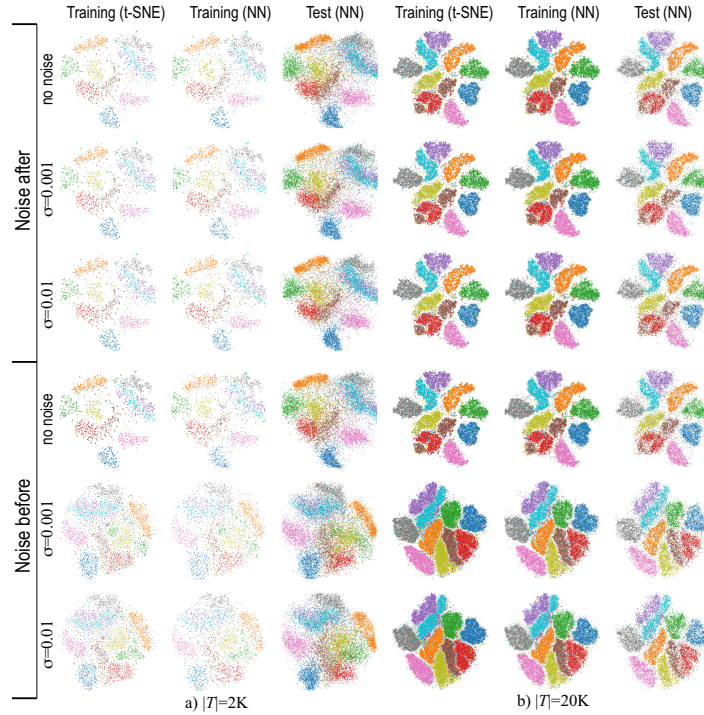 Training (t-SNE) Training (NN) Test (NN) Training (t-SNE) Training (NN) Test (NN)
Noise after
no noise
σ=0.001
σ=0.01
Noise before
no noise
σ=0.001
σ=0.01
a) |T|=2K b) |T|=20K